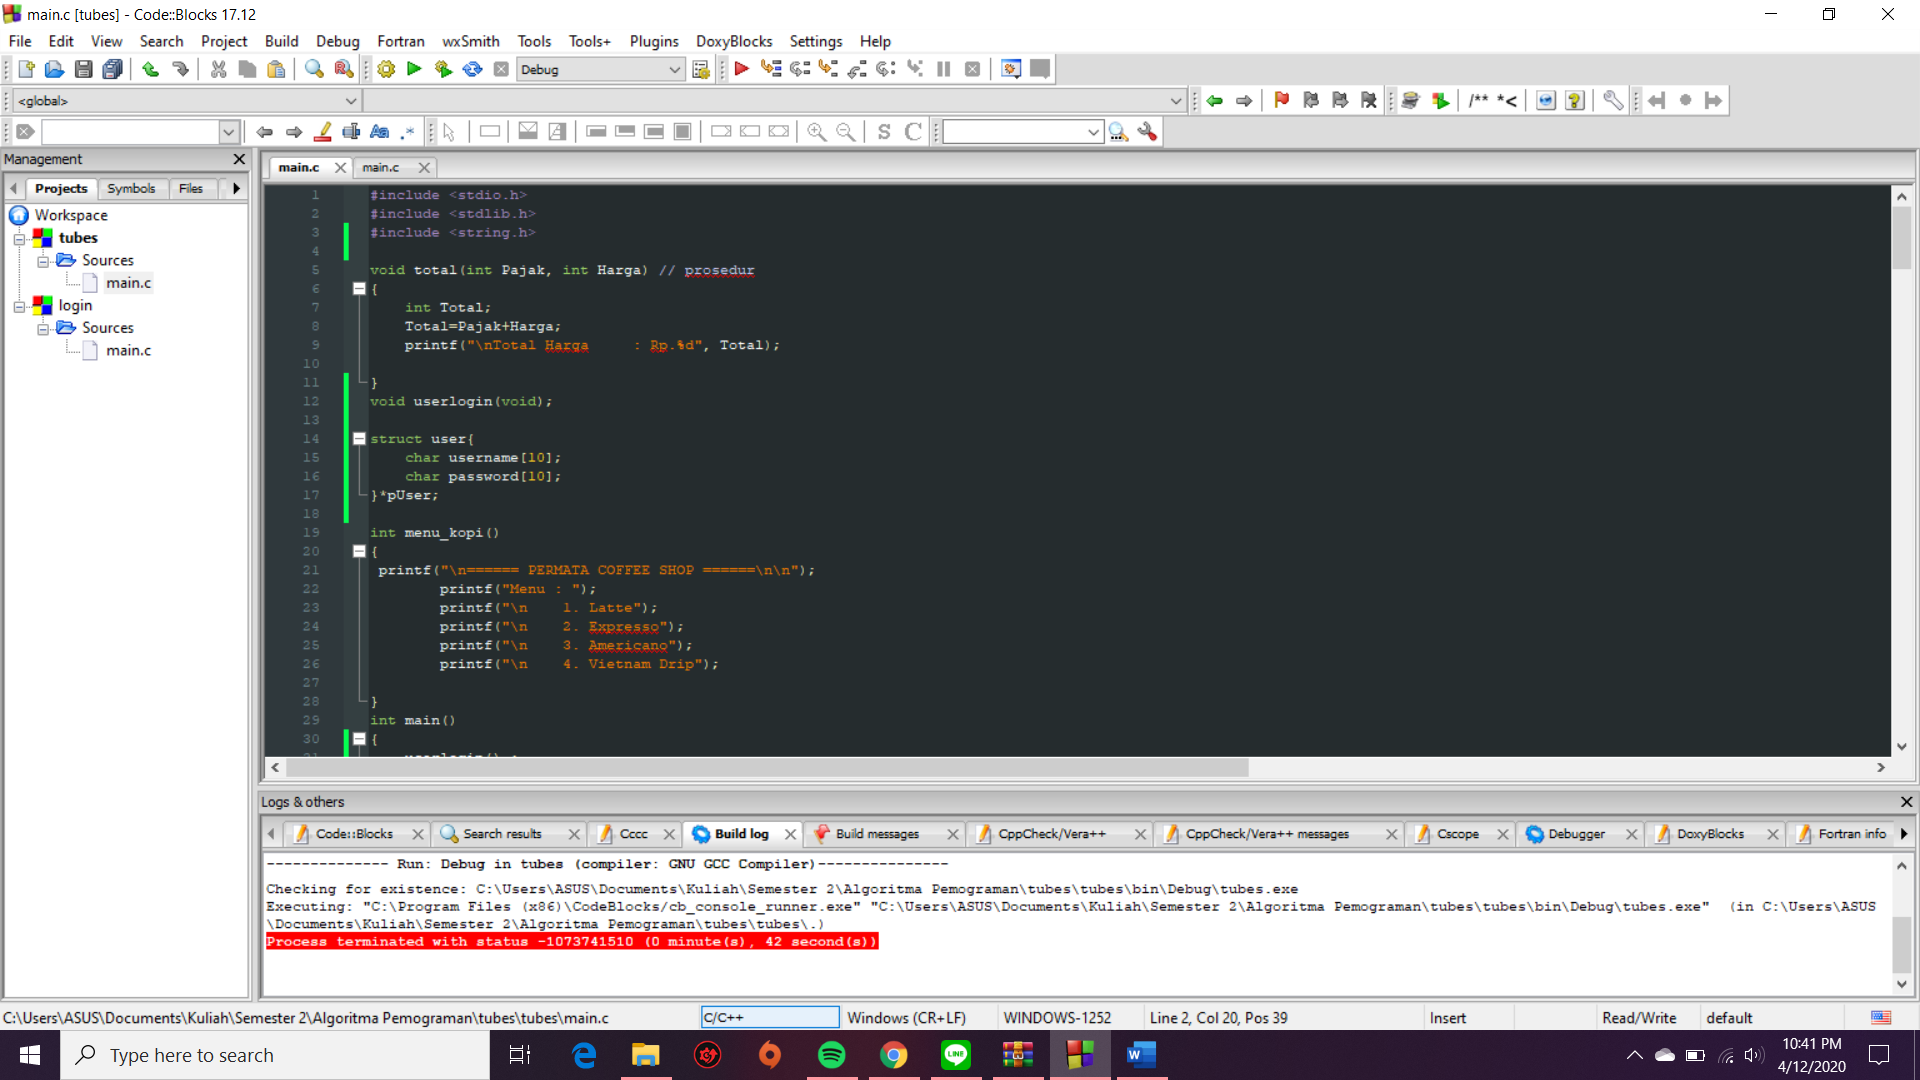 main.c [tubes] - Code::Blocks 17.12
File Edit View Search Project Build Debug Fortran wxSmith Tools Tools+ Plugins DoxyBlocks Settings Help
Debug
<global>
/** *<
S C
Management
Projects Symbols Files
Workspace
tubes
Sources
main.c
login
Sources
main.c
main.c main.c
1 #include <stdio.h>
2 #include <stdlib.h>
3 #include <string.h>
4
5 void total(int Pajak, int Harga) // prosedur
6 {
7 int Total;
8 Total=Pajak+Harga;
9 printf("\nTotal Harga     : Rp.%d", Total);
10
11 }
12 void userlogin(void);
13
14 struct user{
15 char username[10];
16 char password[10];
17 }*pUser;
18
19 int menu_kopi()
20 {
21 printf("\n====== PERMATA COFFEE SHOP ======\n\n");
22 printf("Menu : ");
23 printf("\n    1. Latte");
24 printf("\n    2. Expresso");
25 printf("\n    3. Americano");
26 printf("\n    4. Vietnam Drip");
27
28 }
29 int main()
30 {
Logs & others
Code::Blocks Search results Cccc Build log Build messages CppCheck/Vera++ CppCheck/Vera++ messages Cscope Debugger DoxyBlocks Fortran info
-------------- Run: Debug in tubes (compiler: GNU GCC Compiler)---------------
Checking for existence: C:\Users\ASUS\Documents\Kuliah\Semester 2\Algoritma Pemograman\tubes\tubes\bin\Debug\tubes.exe
Executing: "C:\Program Files (x86)\CodeBlocks/cb_console_runner.exe" "C:\Users\ASUS\Documents\Kuliah\Semester 2\Algoritma Pemograman\tubes\tubes\bin\Debug\tubes.exe"  (in C:\Users\ASUS
\Documents\Kuliah\Semester 2\Algoritma Pemograman\tubes\tubes\.)
Process terminated with status -1073741510 (0 minute(s), 42 second(s))
C:\Users\ASUS\Documents\Kuliah\Semester 2\Algoritma Pemograman\tubes\tubes\main.c C/C++ Windows (CR+LF) WINDOWS-1252 Line 2, Col 20, Pos 39 Insert Read/Write default
Type here to search
LINE
W
10:41 PM
4/12/2020